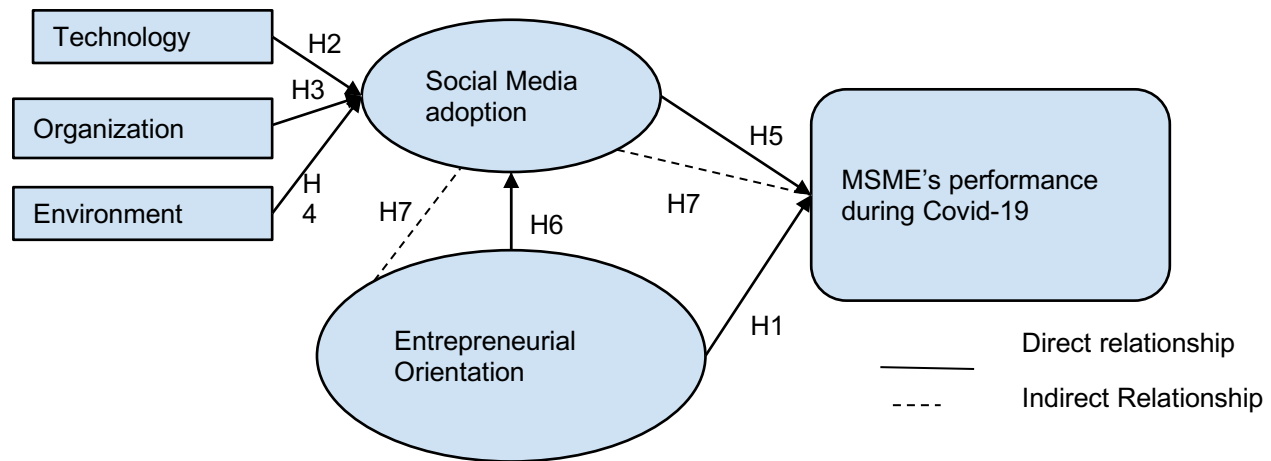 Technology
H2
Social Media
adoption
H3
Organization
H5
H
4
Environment
H7
H7
H6
MSME’s performance
during Covid-19
Entrepreneurial
Orientation
H1
Direct relationship
Indirect Relationship